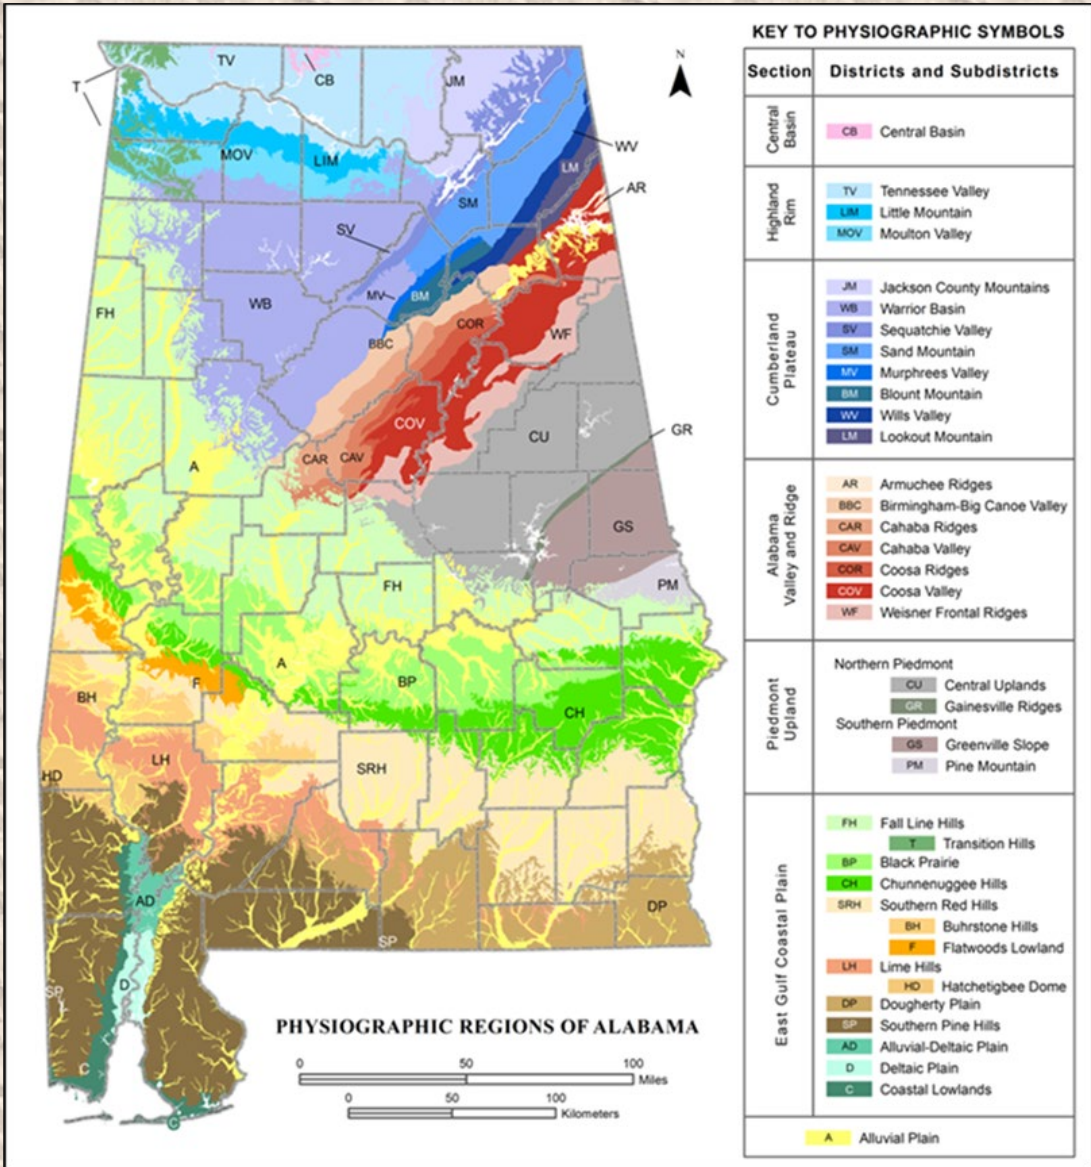 TV
CB
JM
T
WV
MOV
LIM
LM
AR
SM
SV
FH
WB
MV
BM
COR
BBC
WF
COV
CU
GR
CAR
CAV
A
GS
PM
FH
A
BP
F
BH
CH
LH
SRH
HD
AD
DP
SP
SP
D
C
C
N
PHYSIOGRAPHIC REGIONS OF ALABAMA
0 50 100
Miles
0 50 100
Kilometers
KEY TO PHYSIOGRAPHIC SYMBOLS
Section Districts and Subdistricts
Central Basin
CB Central Basin
Highland Rim
TV Tennessee Valley
LIM Little Mountain
MOV Moulton Valley
Cumberland Plateau
JM Jackson County Mountains
WB Warrior Basin
SV Sequatchie Valley
SM Sand Mountain
MV Murphrees Valley
BM Blount Mountain
WV Wills Valley
LM Lookout Mountain
Alabama Valley and Ridge
AR Armuchee Ridges
BBC Birmingham-Big Canoe Valley
CAR Cahaba Ridges
CAV Cahaba Valley
COR Coosa Ridges
COV Coosa Valley
WF Weisner Frontal Ridges
Piedmont Upland
Northern Piedmont
CU Central Uplands
GR Gainesville Ridges
Southern Piedmont
GS Greenville Slope
PM Pine Mountain
East Gulf Coastal Plain
FH Fall Line Hills
T Transition Hills
BP Black Prairie
CH Chunnenuggee Hills
SRH Southern Red Hills
BH Buhrstone Hills
F Flatwoods Lowland
LH Lime Hills
HD Hatchetigbee Dome
DP Dougherty Plain
SP Southern Pine Hills
AD Alluvial-Deltaic Plain
D Deltaic Plain
C Coastal Lowlands
A Alluvial Plain